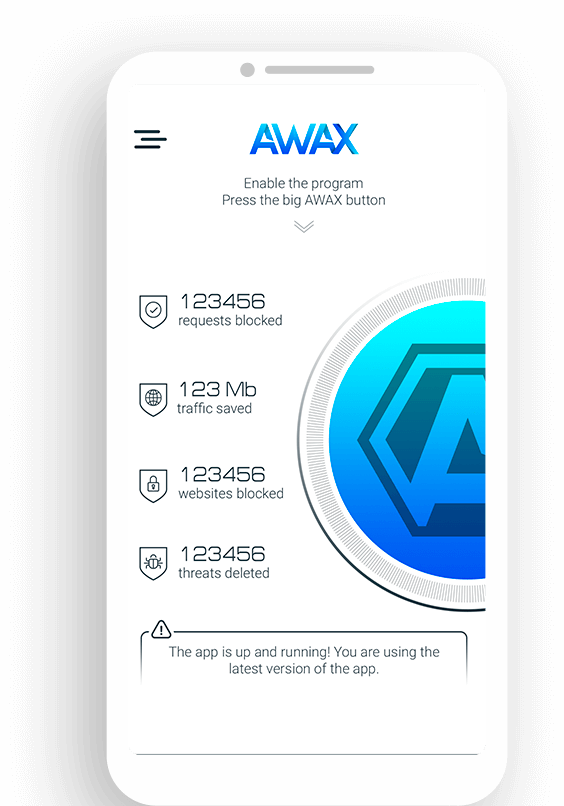 AWAX
Enable the program
Press the big AWAX button
123456
requests blocked
123 Mb
traffic saved
123456
websites blocked
123456
threats deleted
The app is up and running! You are using the
latest version of the app.